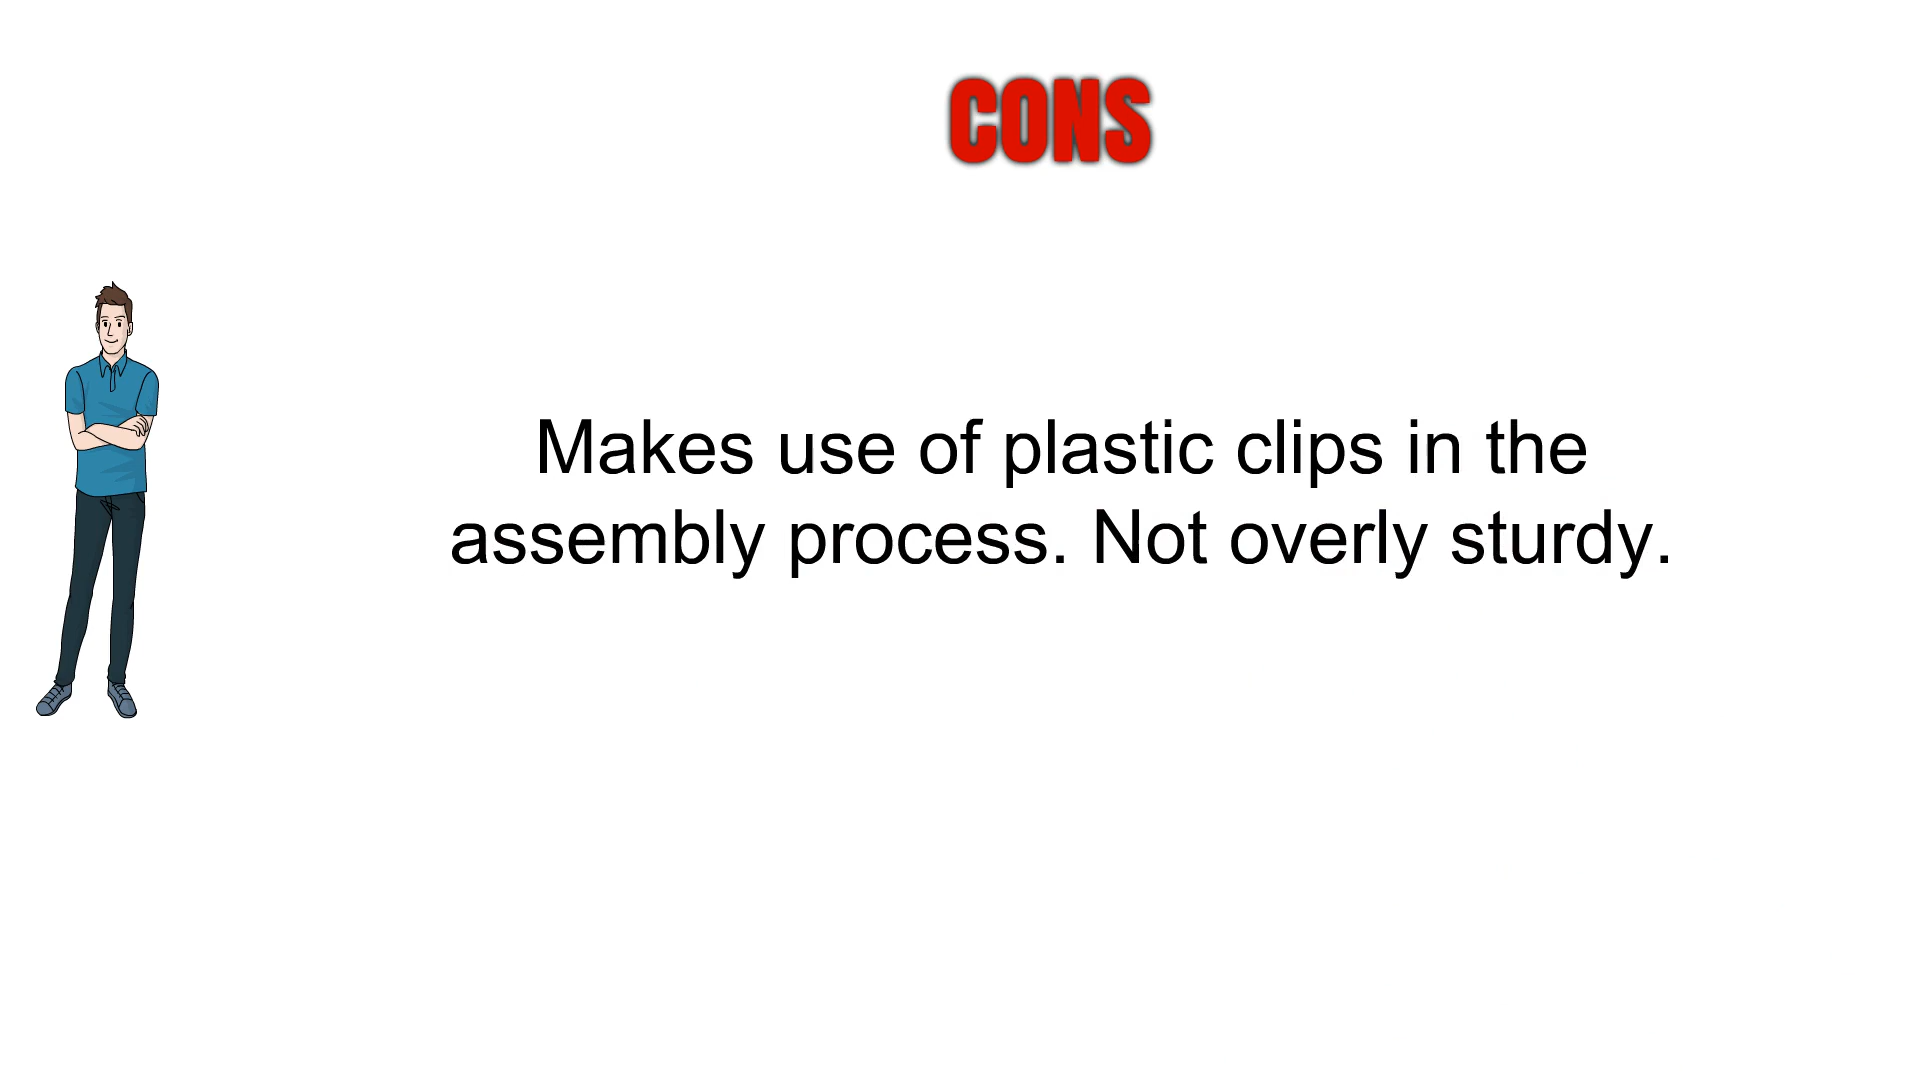 CONS
Makes use of plastic clips in the
assembly process. Not overly sturdy.